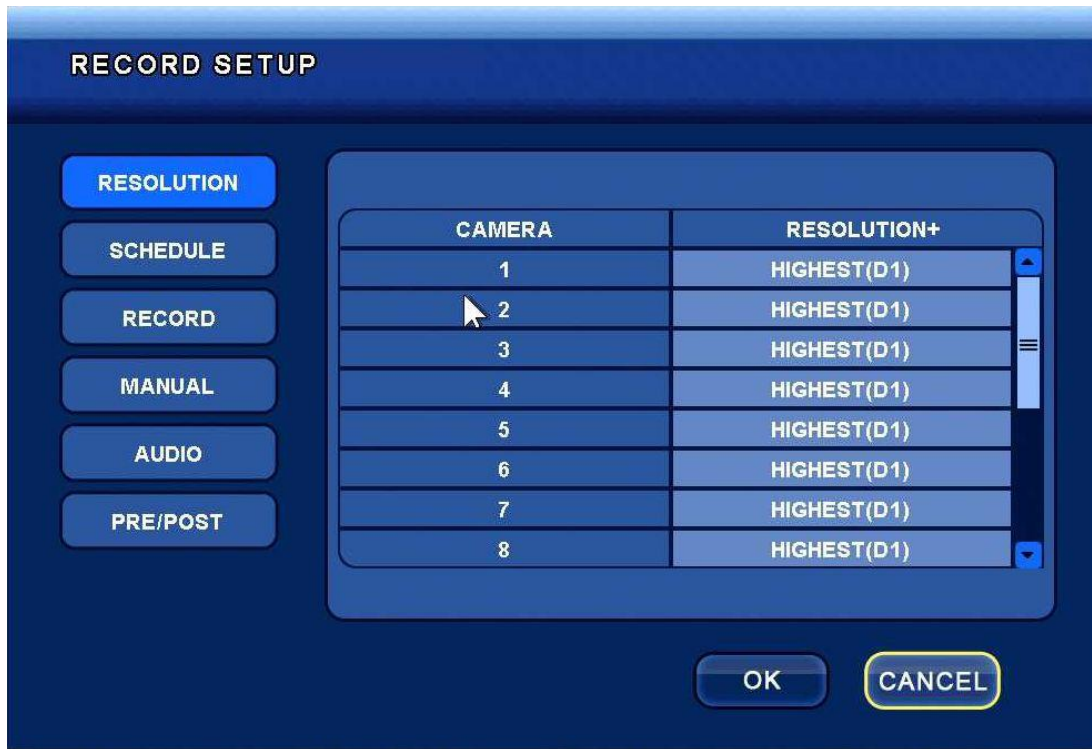 RECORD SETUP
RESOLUTION
SCHEDULE
RECORD
MANUAL
AUDIO
PRE/POST
CAMERA RESOLUTION+
1 HIGHEST(D1)
2 HIGHEST(D1)
3 HIGHEST(D1)
4 HIGHEST(D1)
5 HIGHEST(D1)
6 HIGHEST(D1)
7 HIGHEST(D1)
8 HIGHEST(D1)
OK CANCEL